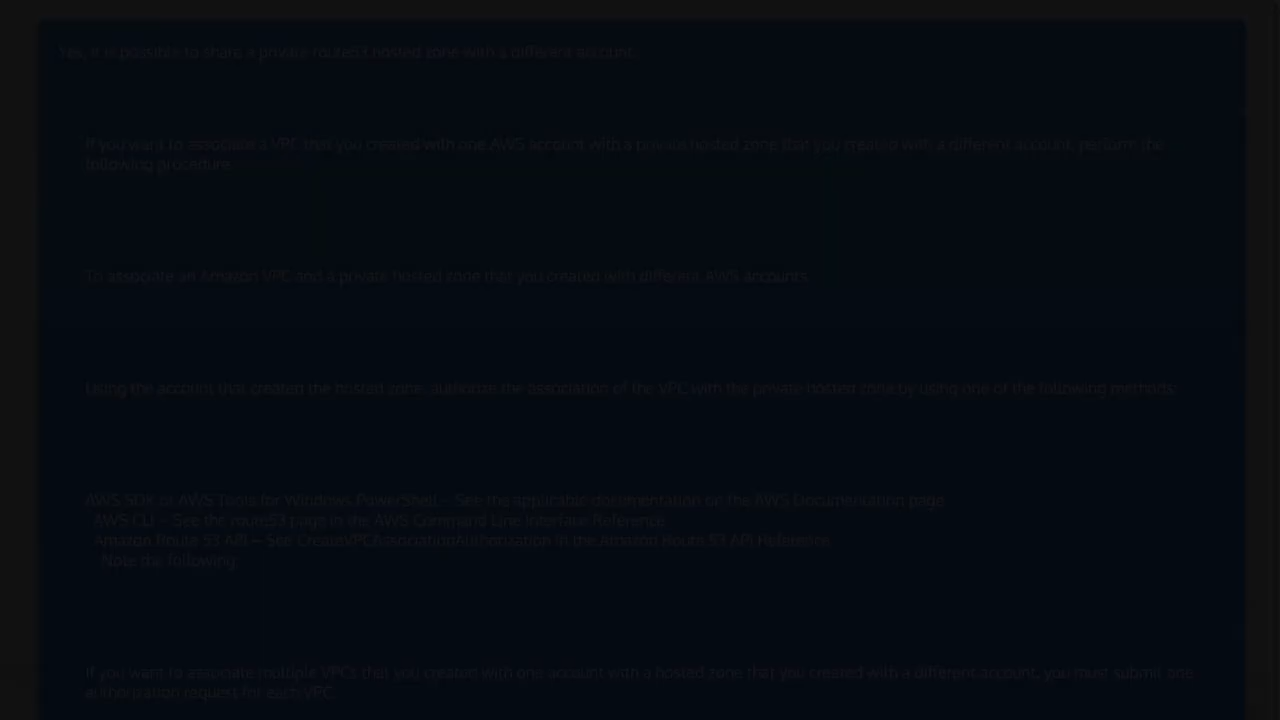 Yes, it is possible to share a private route53 hosted zone with a different account.
If you want to associate a VPC that you created with one AWS account with a private hosted zone that you created with a different account, perform the
following procedure
To associate an Amazon VPC and a private hosted zone that you created with different AWS accounts
Using the account that created the hosted zone, authorize the association of the VPC with the private hosted zone by using one of the following methods:
AWS SDK or AWS Tools for Windows PowerShell – See the applicable documentation on the AWS Documentation page
AWS CLI – See the route53 page in the AWS Command Line Interface Reference
Amazon Route 53 API – See CreateVPCAssociationAuthorization in the Amazon Route 53 API Reference
Note the following
If you want to associate multiple VPCs that you created with one account with a hosted zone that you created with a different account, you must submit one
authorization request for each VPC.